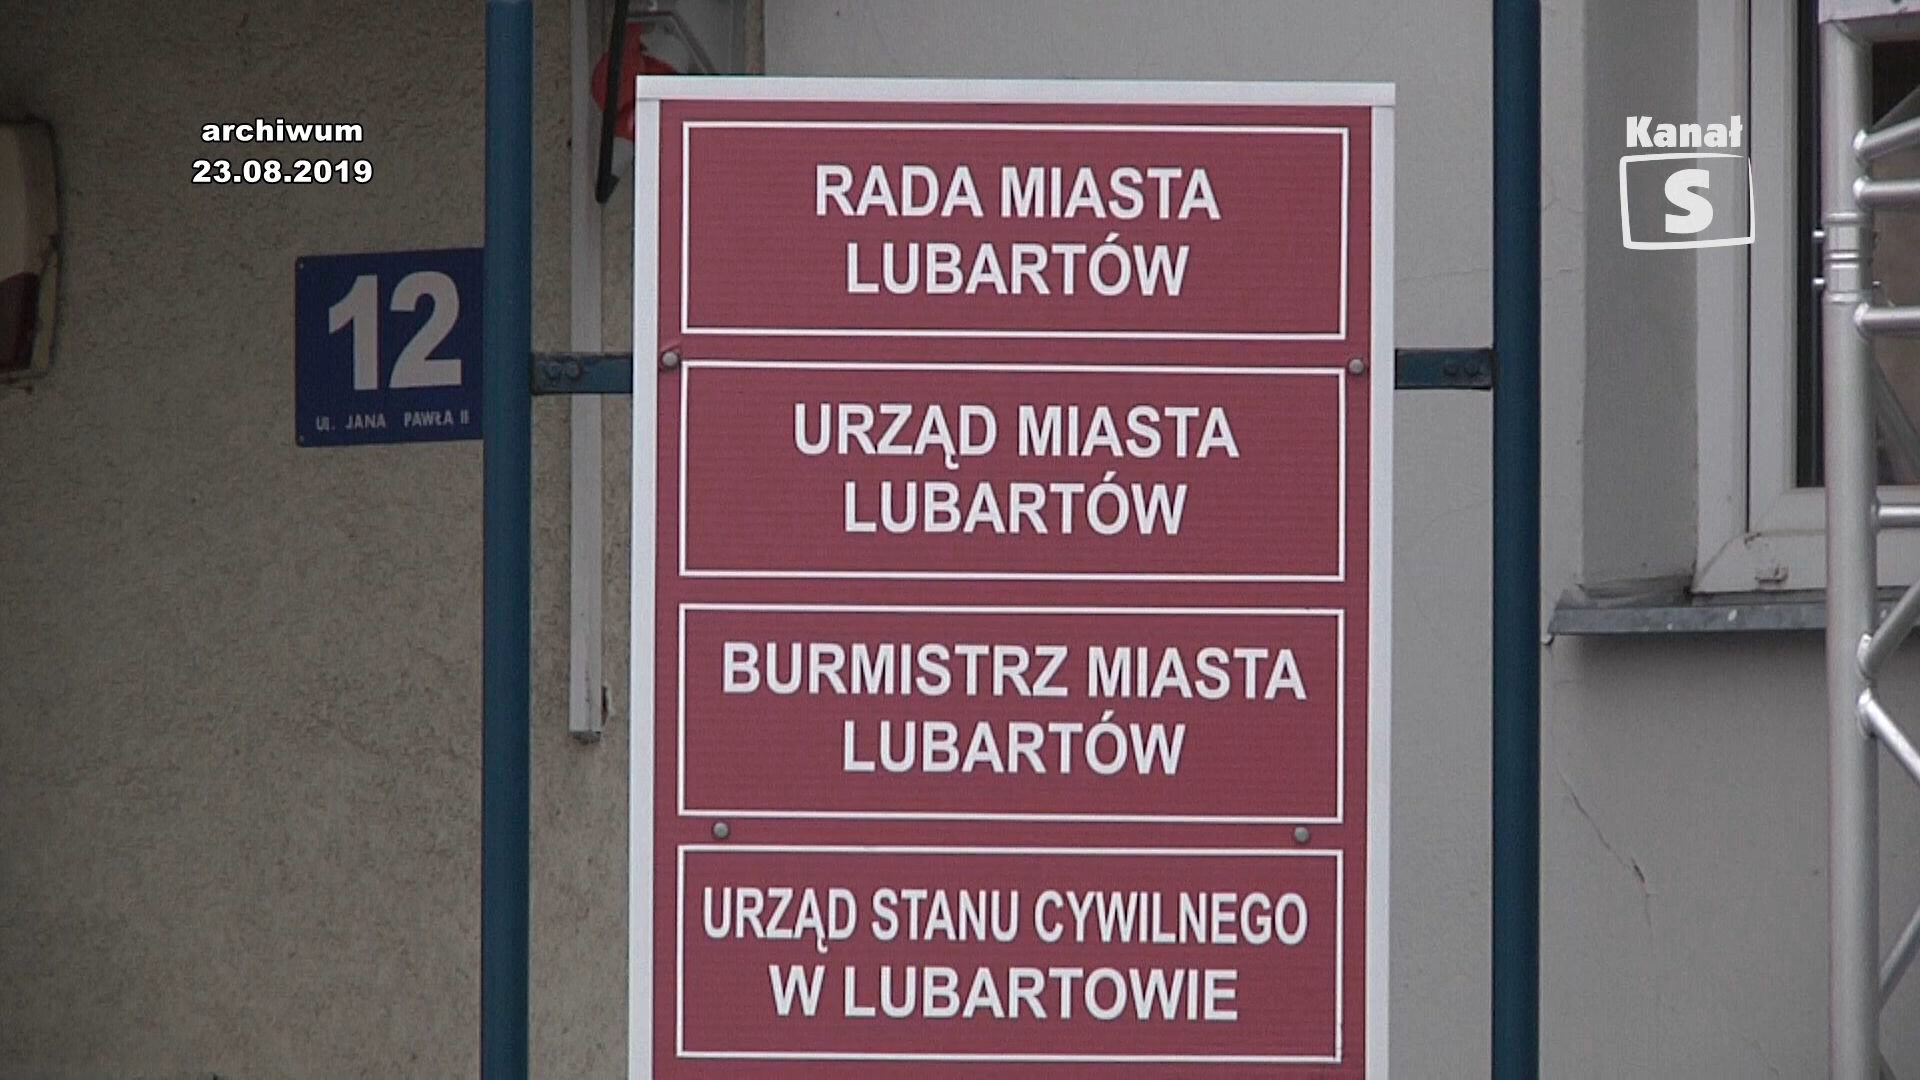 archiwum
23.08.2019
Kanał
S
12
UL. JANA PAWŁA II
RADA MIASTA
LUBARTÓW
URZĄD MIASTA
LUBARTÓW
BURMISTRZ MIASTA
LUBARTÓW
URZĄD STANU CYWILNEGO
W LUBARTOWIE